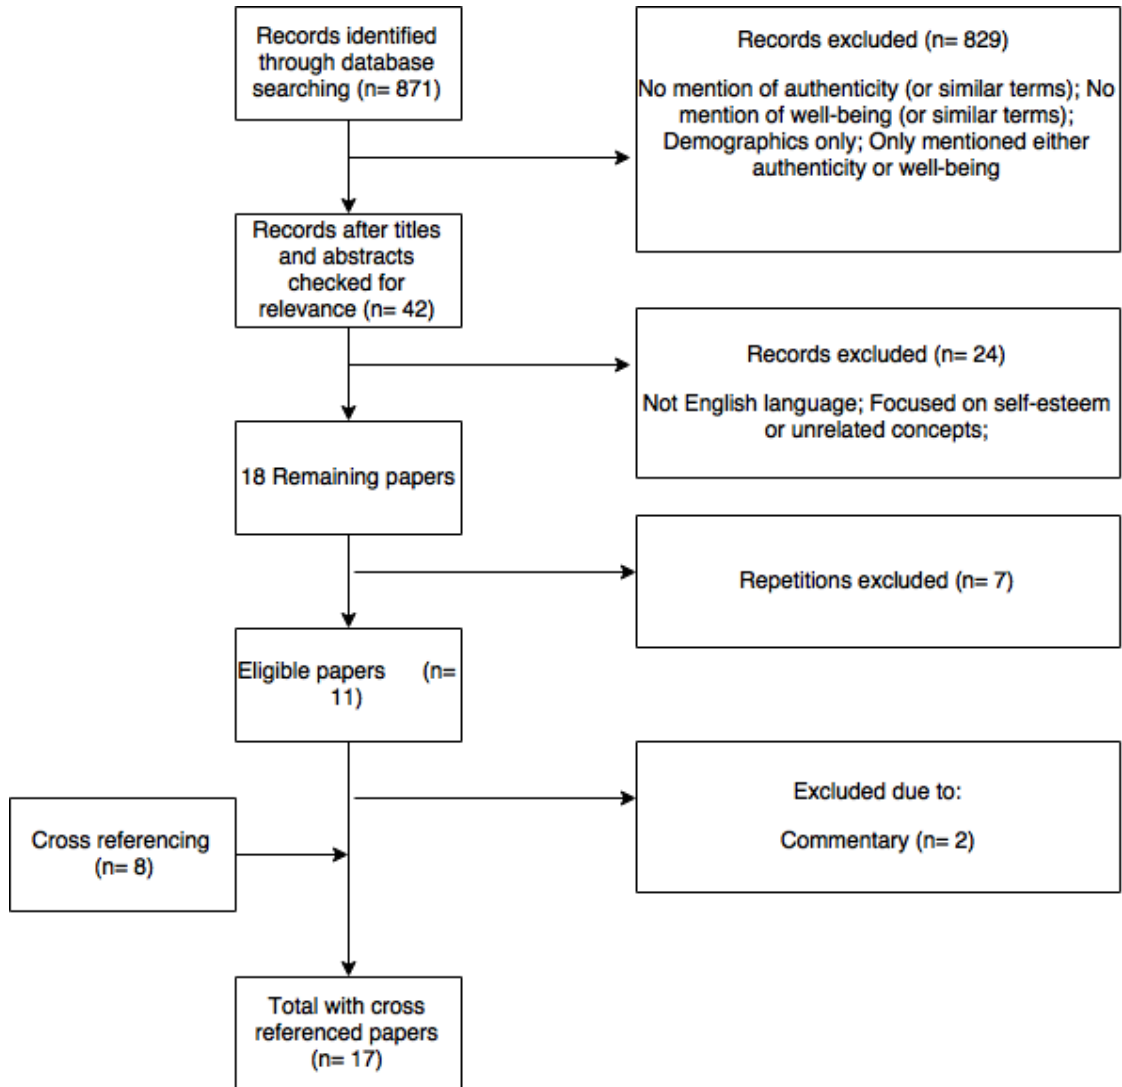 Records identified
through database
searching (n= 871)
Records excluded (n= 829)
No mention of authenticity (or similar terms); No
mention of well-being (or similar terms);
Demographics only; Only mentioned either
authenticity or well-being
Records after titles
and abstracts
checked for
relevance (n= 42)
Records excluded (n= 24)
Not English language; Focused on self-esteem
or unrelated concepts;
18 Remaining papers
Repetitions excluded (n= 7)
Eligible papers (n=
11)
Excluded due to:
Commentary (n= 2)
Cross referencing
(n= 8)
Total with cross
referenced papers
(n= 17)